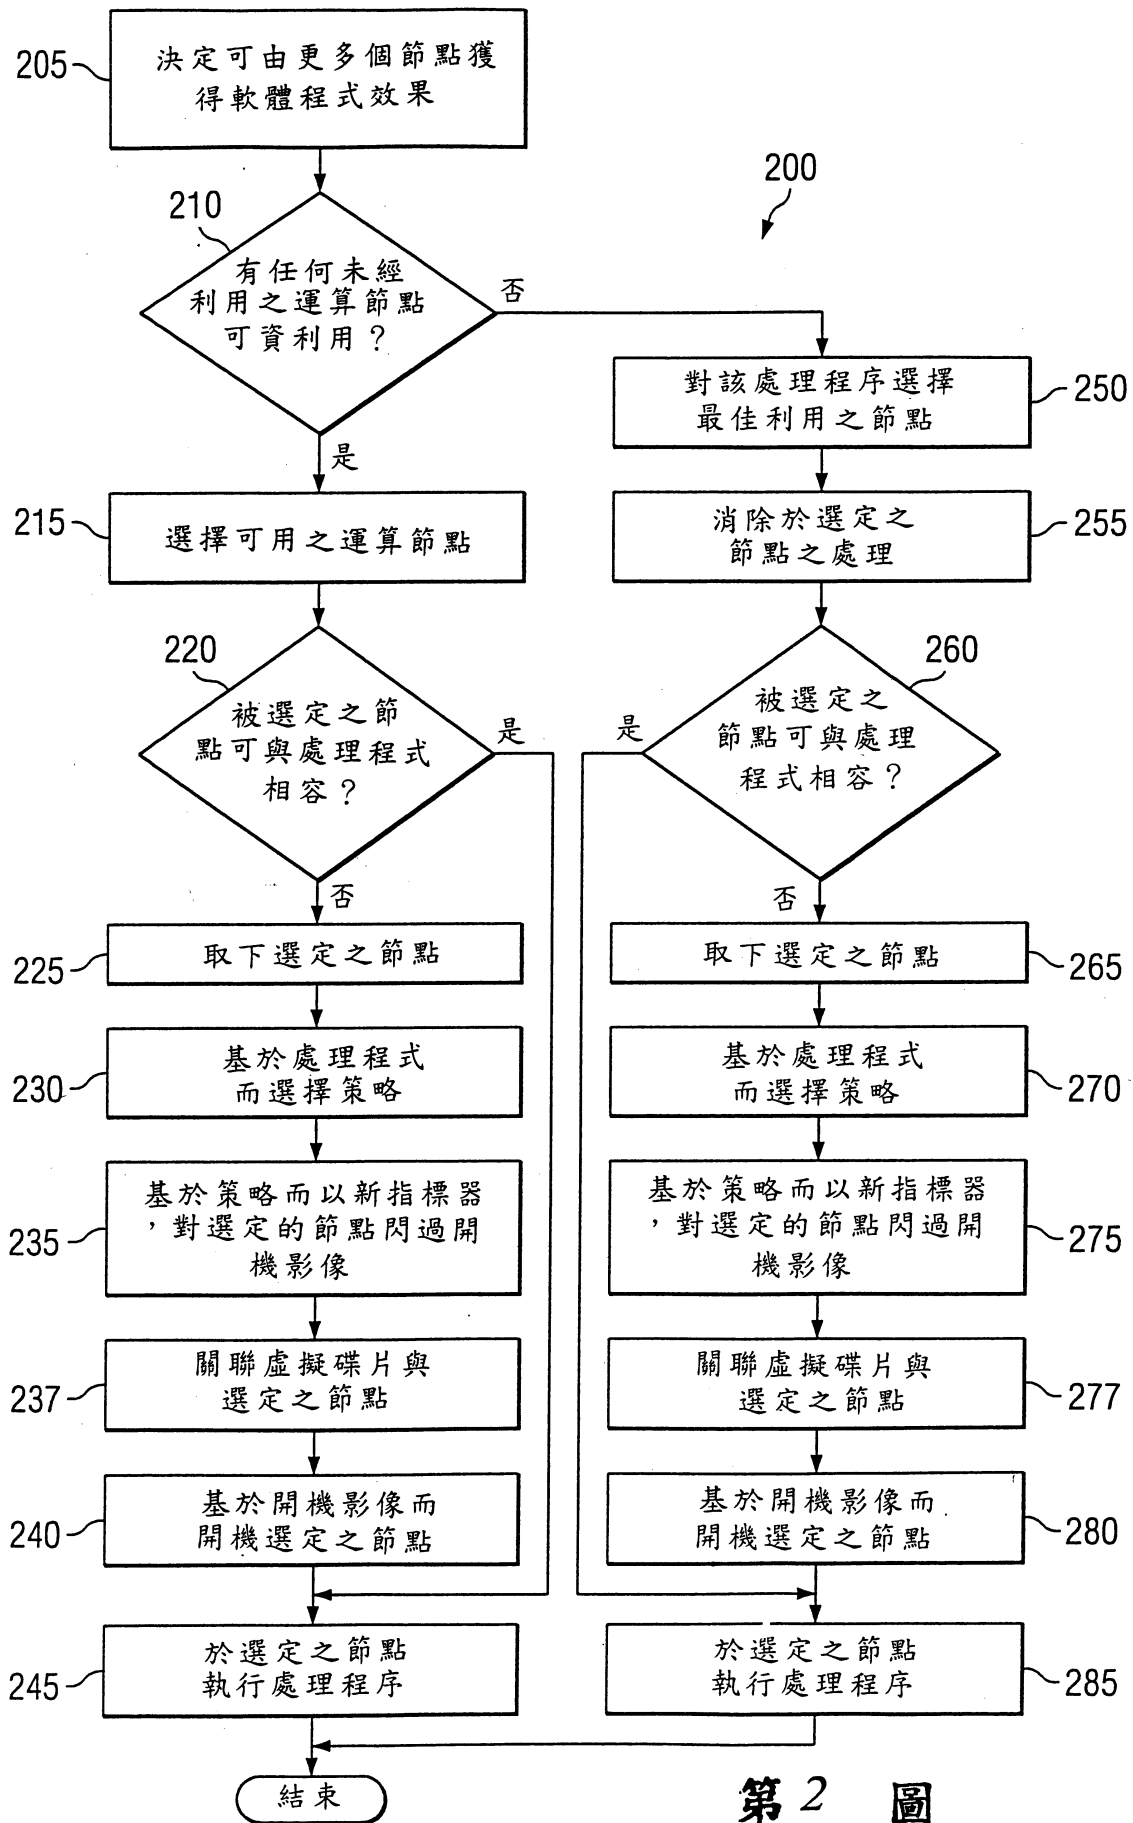 205
決定可由更多個節點獲
得軟體程式效果
200
210
有任何未經
利用之運算節點
可資利用？
否
是
對該處理程序選擇
最佳利用之節點
250
215
選擇可用之運算節點
消除於選定之
節點之處理
255
220
被選定之節
點可與處理程式
相容？
是
否
260
被選定之
節點可與處理
程式相容？
是
否
225
取下選定之節點
取下選定之節點
265
230
基於處理程式
而選擇策略
基於處理程式
而選擇策略
270
235
基於策略而以新指標器
，對選定的節點閃過開
機影像
基於策略而以新指標器
，對選定的節點閃過開
機影像
275
237
關聯虛擬碟片與
選定之節點
關聯虛擬碟片與
選定之節點
277
240
基於開機影像而
開機選定之節點
基於開機影像而
開機選定之節點
280
245
於選定之節點
執行處理程序
於選定之節點
執行處理程序
285
結束
第2圖